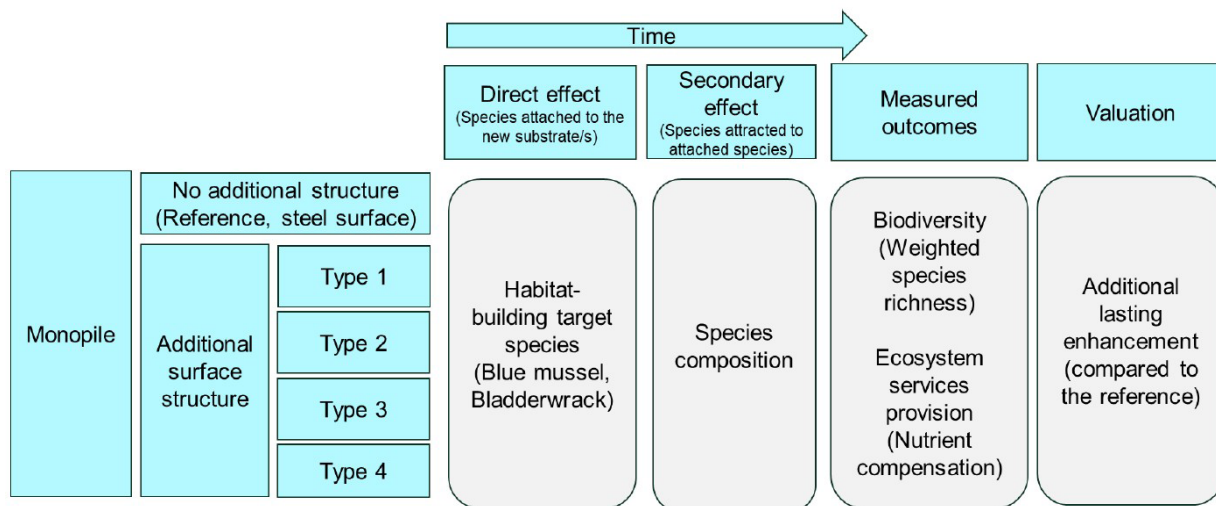 Time
Direct effect
(Species attached to the
new substrate/s)
Secondary
effect
(Species attracted to
attached species)
Measured
outcomes
Valuation
Monopile
No additional structure
(Reference, steel surface)
Additional
surface
structure
Type 1
Type 2
Type 3
Type 4
Habitat-
building target
species
(Blue mussel,
Bladderwrack)
Species
composition
Biodiversity
(Weighted
species
richness)
Ecosystem
services
provision
(Nutrient
compensation)
Additional
lasting
enhancement
(compared to
the reference)